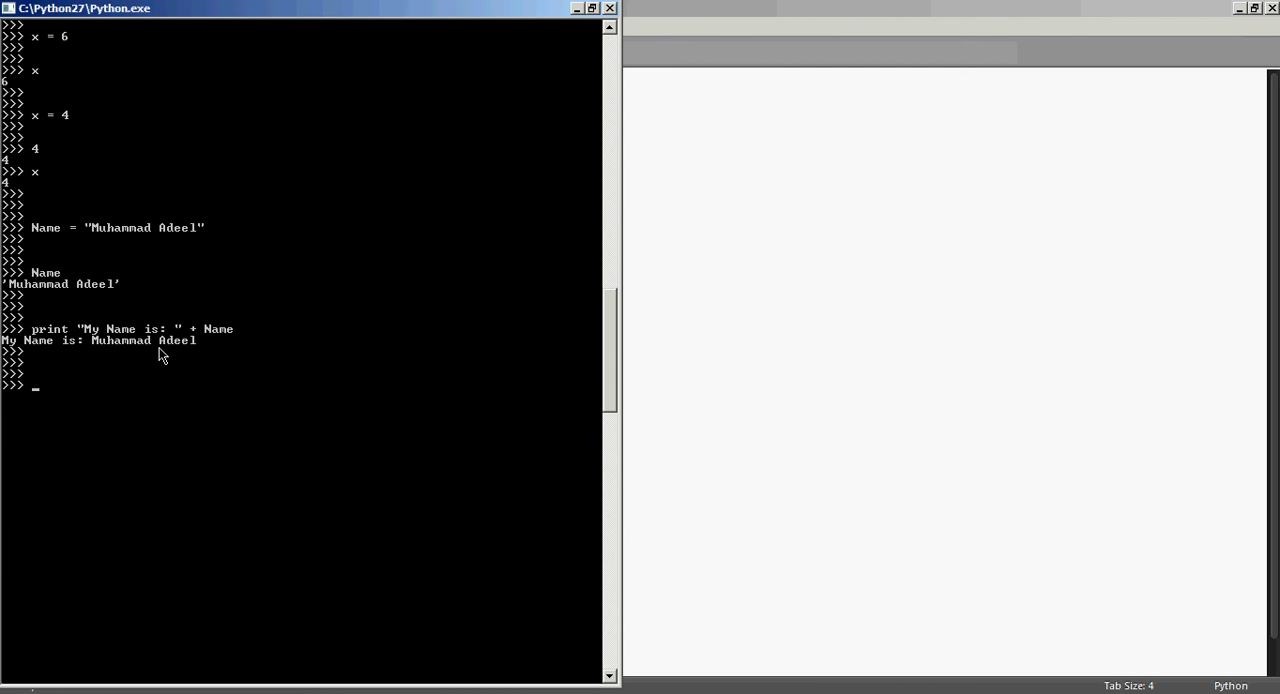 C:\Python27\Python.exe
>>>
>>> x = 6
>>>
>>>
>>> x
6
>>>
>>>
>>> x = 4
>>>
>>>
>>> 4
4
>>> x
4
>>>
>>>
>>>
>>> Name = "Muhammad Adeel"
>>>
>>>
>>>
>>> Name
'Muhammad Adeel'
>>>
>>>
>>>
>>> print "My Name is: " + Name
My Name is: Muhammad Adeel
>>>
>>>
>>>
>>> _
Tab Size: 4 Python